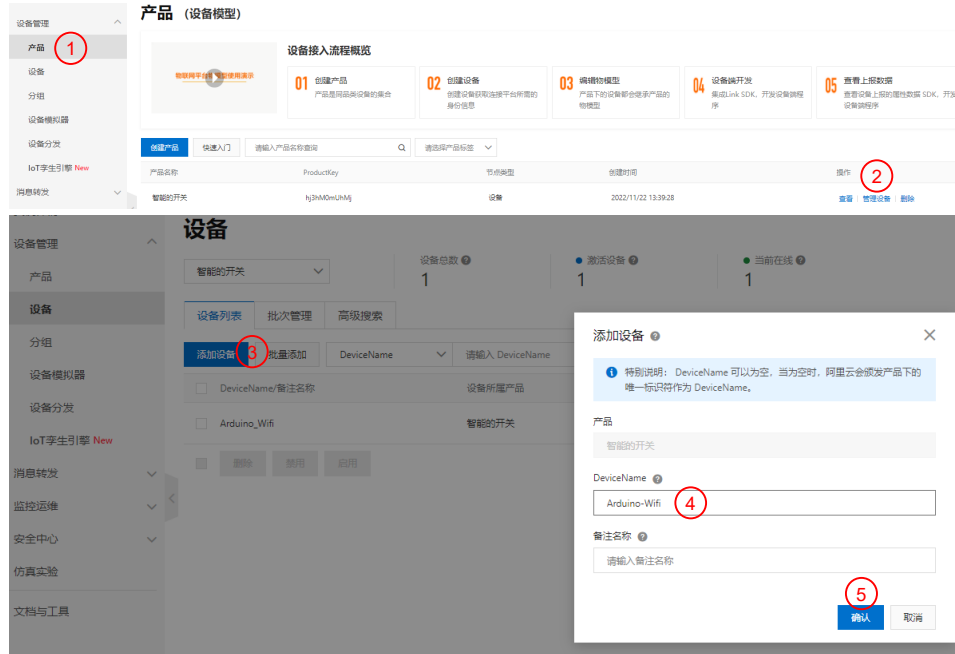 产品 (设备模型)
设备管理
产品
1
设备
分组
设备模拟器
设备分发
IoT孪生引擎 New
消息转发
物联网平台物模型使用演示
设备接入流程概览
01 创建产品
产品是同品类设备的集合
02 创建设备
创建设备获取连接平台所需的
身份信息
03 编辑物模型
产品下的设备都会继承产品的
物模型
04 设备端开发
集成Link SDK，开发设备端程
序
05 查看上报数据
查看设备上报的属性数据 SDK，开发
设备端程序
创建产品
快速入门
请输入产品名称查询
请选择产品标签
产品名称
ProductKey
节点类型
创建时间
操作
2
智能的开关
hj3hM0mUhMj
设备
2022/11/22 13:39:28
查看
管理设备
删除
设备
设备管理
产品
设备
分组
设备模拟器
设备分发
IoT孪生引擎 New
消息转发
监控运维
安全中心
仿真实验
文档与工具
智能的开关
设备总数
1
激活设备
1
当前在线
1
设备列表
批次管理
高级搜索
添加设备
3
批量添加
DeviceName
请输入 DeviceName
DeviceName/备注名称
设备所属产品
Arduino_Wifi
智能的开关
删除
禁用
启用
添加设备
特别说明： DeviceName 可以为空，当为空时，阿里云会颁发产品下的
唯一标识符作为 DeviceName。
产品
智能的开关
DeviceName
Arduino-Wifi
4
备注名称
请输入备注名称
5
确认
取消